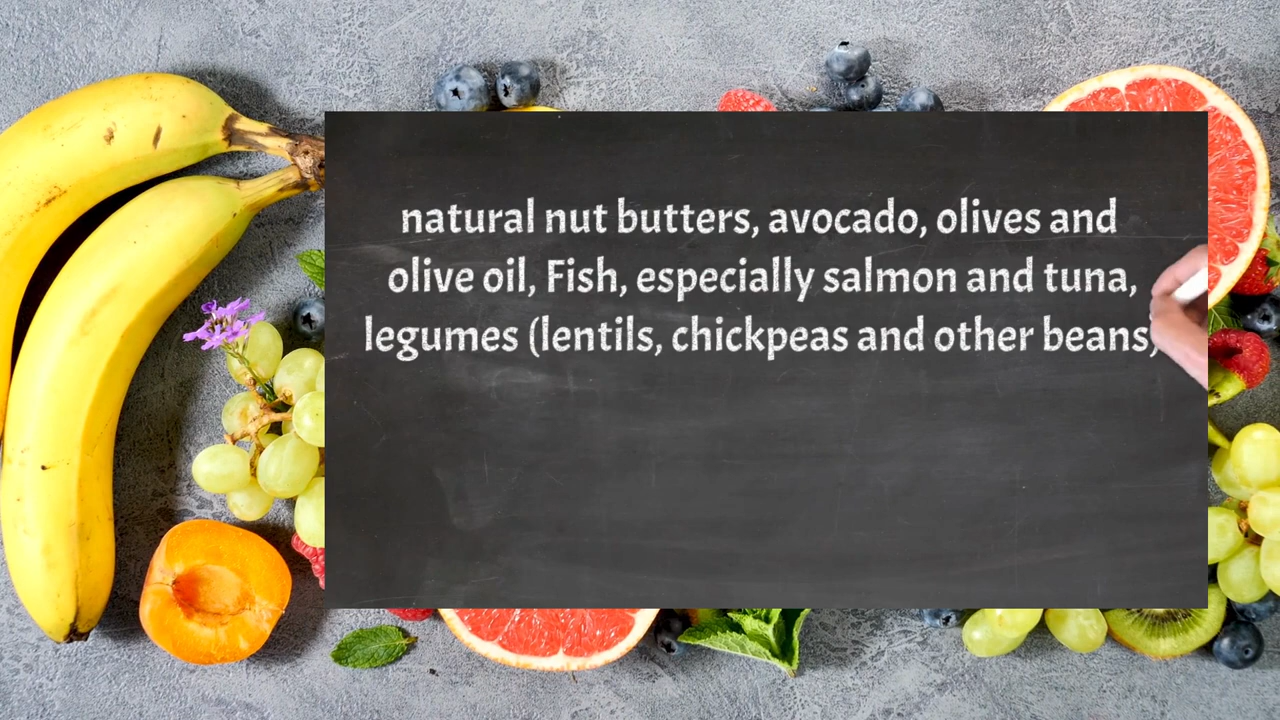 natural nut butters, avocado, olives and
olive oil, Fish, especially salmon and tuna,
legumes (lentils, chickpeas and other beans)